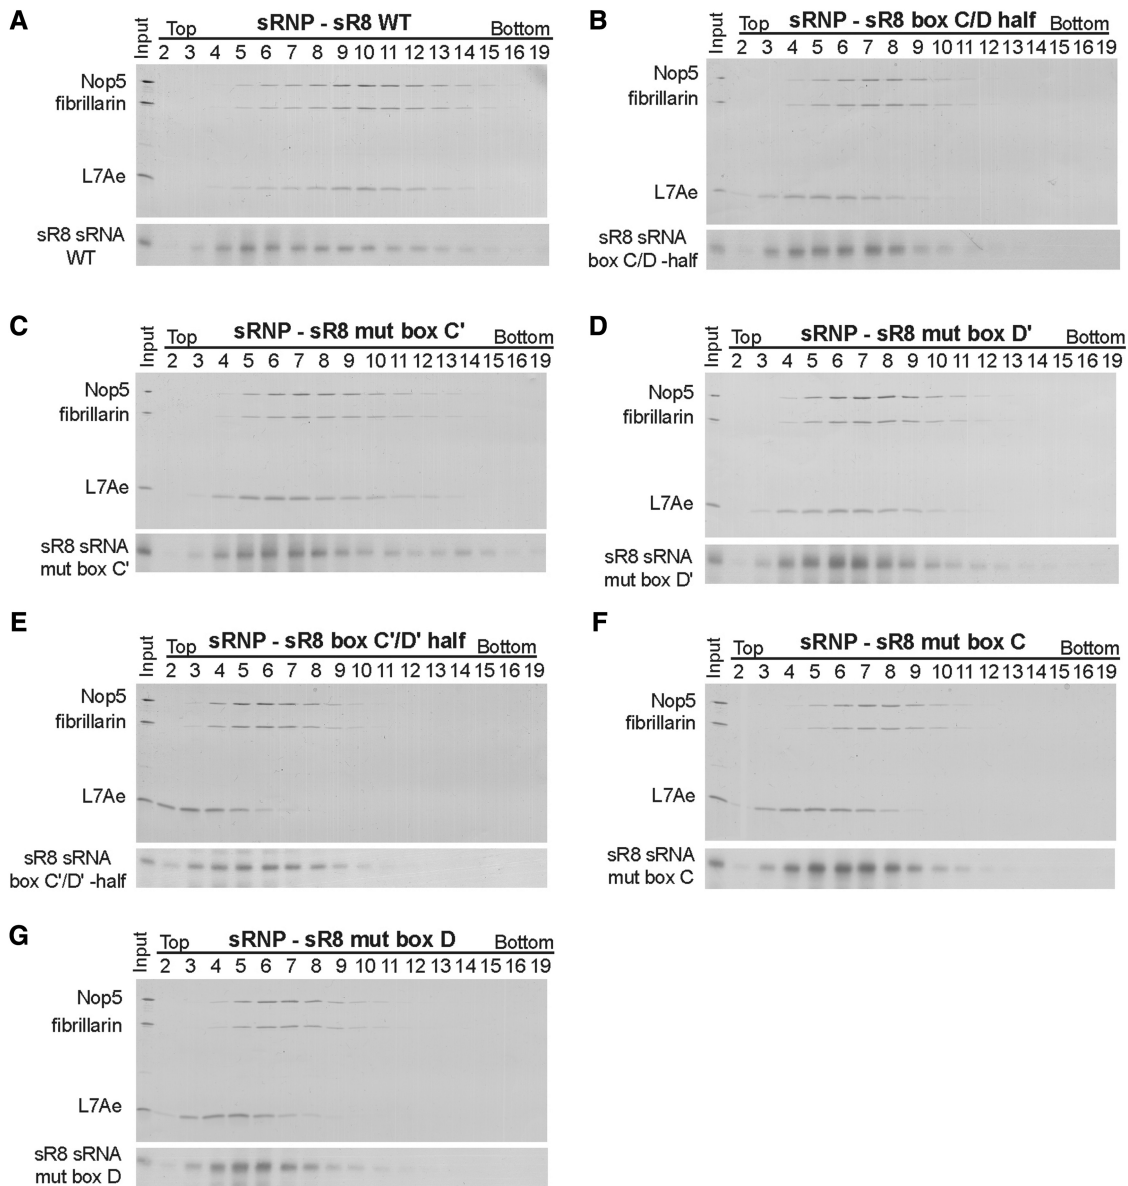 A
sRNP - sR8 WT
Input
Top
Bottom
2 3 4 5 6 7 8 9 10 11 12 13 14 15 16 19
Nop5
fibrillarin
L7Ae
sR8 sRNA
WT
B
sRNP - sR8 box C/D half
Input
Top
Bottom
2 3 4 5 6 7 8 9 10 11 12 13 14 15 16 19
Nop5
fibrillarin
L7Ae
sR8 sRNA
box C/D -half
C
sRNP - sR8 mut box C'
Input
Top
Bottom
2 3 4 5 6 7 8 9 10 11 12 13 14 15 16 19
Nop5
fibrillarin
L7Ae
sR8 sRNA
mut box C'
D
sRNP - sR8 mut box D'
Input
Top
Bottom
2 3 4 5 6 7 8 9 10 11 12 13 14 15 16 19
Nop5
fibrillarin
L7Ae
sR8 sRNA
mut box D'
E
sRNP - sR8 box C'/D' half
Input
Top
Bottom
2 3 4 5 6 7 8 9 10 11 12 13 14 15 16 19
Nop5
fibrillarin
L7Ae
sR8 sRNA
box C'/D' -half
F
sRNP - sR8 mut box C
Input
Top
Bottom
2 3 4 5 6 7 8 9 10 11 12 13 14 15 16 19
Nop5
fibrillarin
L7Ae
sR8 sRNA
mut box C
G
sRNP - sR8 mut box D
Input
Top
Bottom
2 3 4 5 6 7 8 9 10 11 12 13 14 15 16 19
Nop5
fibrillarin
L7Ae
sR8 sRNA
mut box D